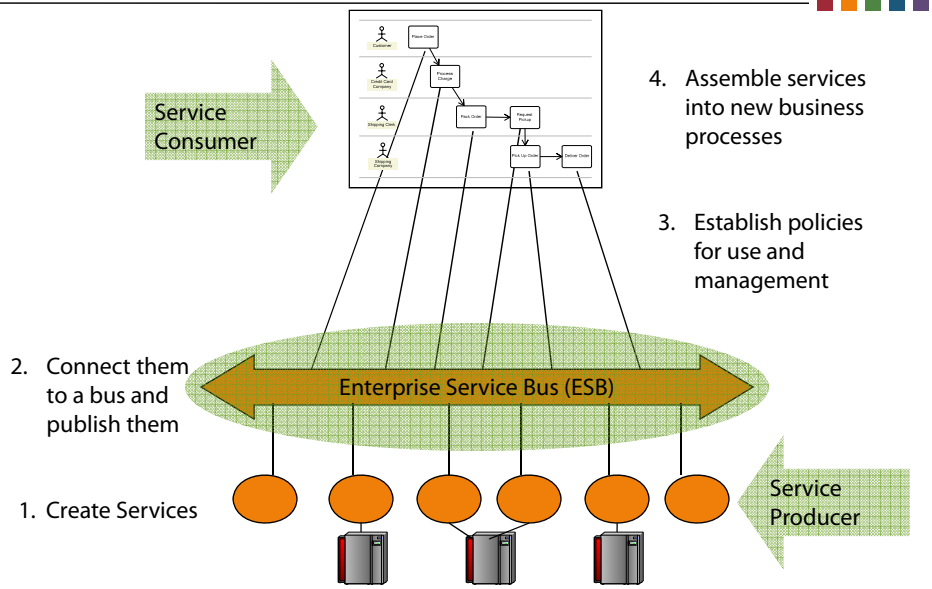 Customer
Place Order
Credit Card
Company
Process
Charge
Shipping Clerk
Pack Order
Request
Pickup
Shipping
Company
Pick Up Order
Deliver Order
Service
Consumer
4. Assemble services
into new business
processes
3. Establish policies
for use and
management
2. Connect them
to a bus and
publish them
Enterprise Service Bus (ESB)
1. Create Services
Service
Producer